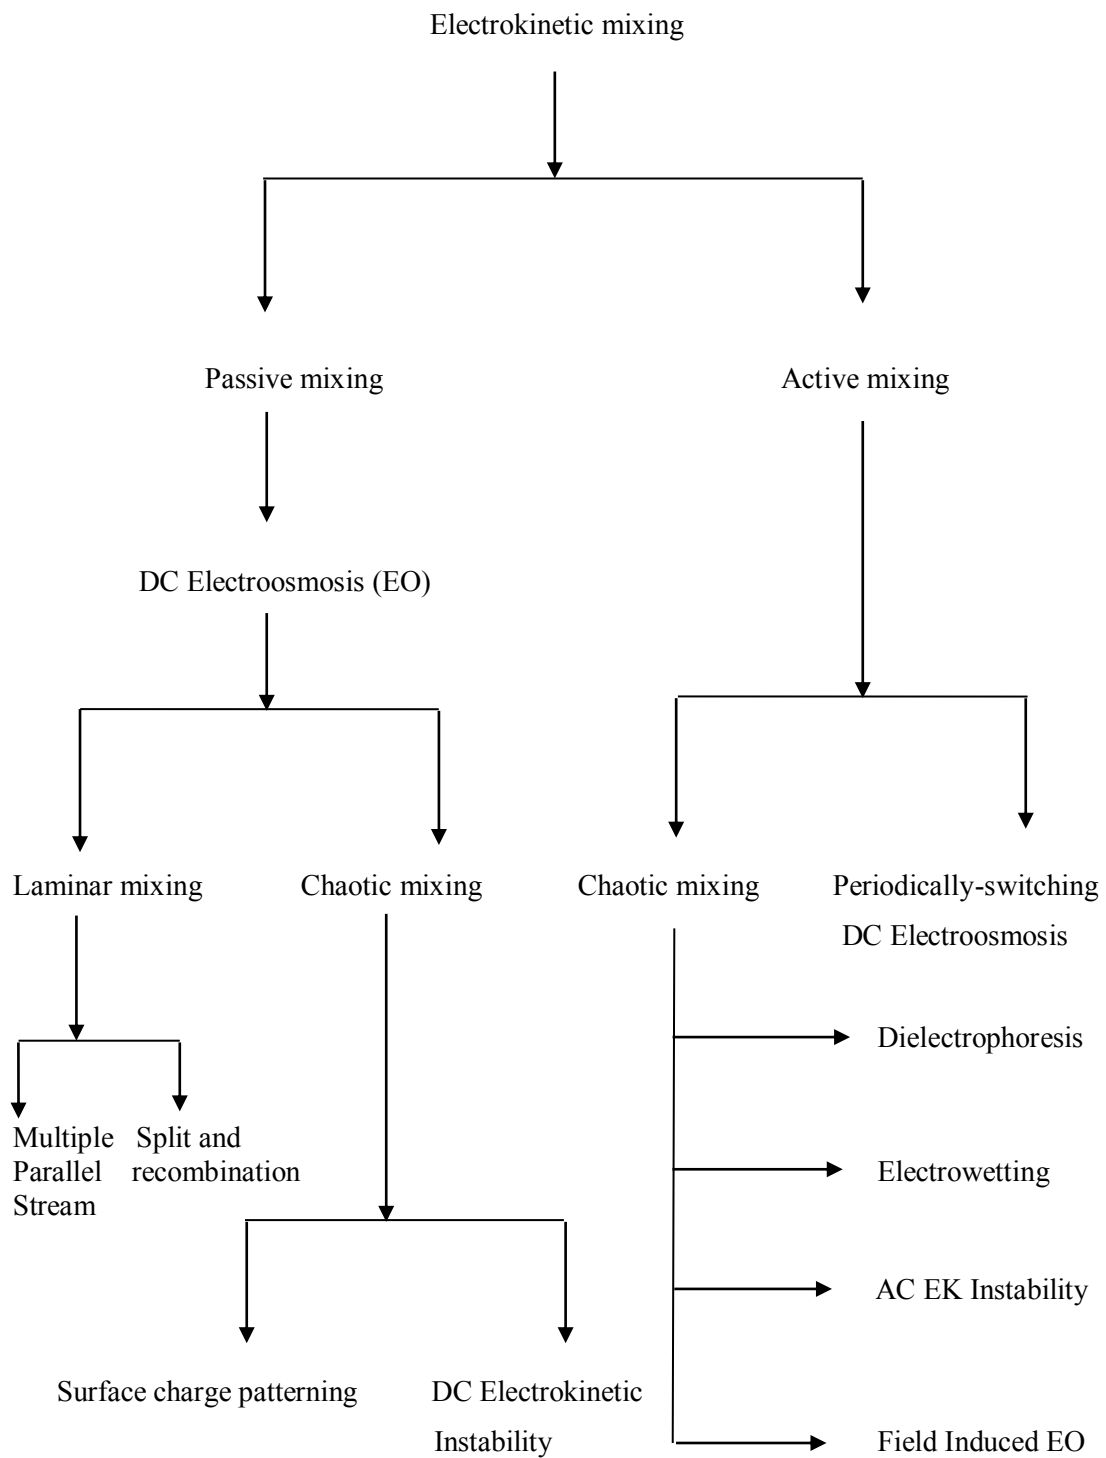 Electrokinetic mixing
Passive mixing
Active mixing
DC Electroosmosis (EO)
Laminar mixing
Chaotic mixing
Chaotic mixing
Periodically-switching
DC Electroosmosis
Dielectrophoresis
Multiple
Parallel
Stream
Split and
recombination
Electrowetting
AC EK Instability
Surface charge patterning
DC Electrokinetic
Instability
Field Induced EO